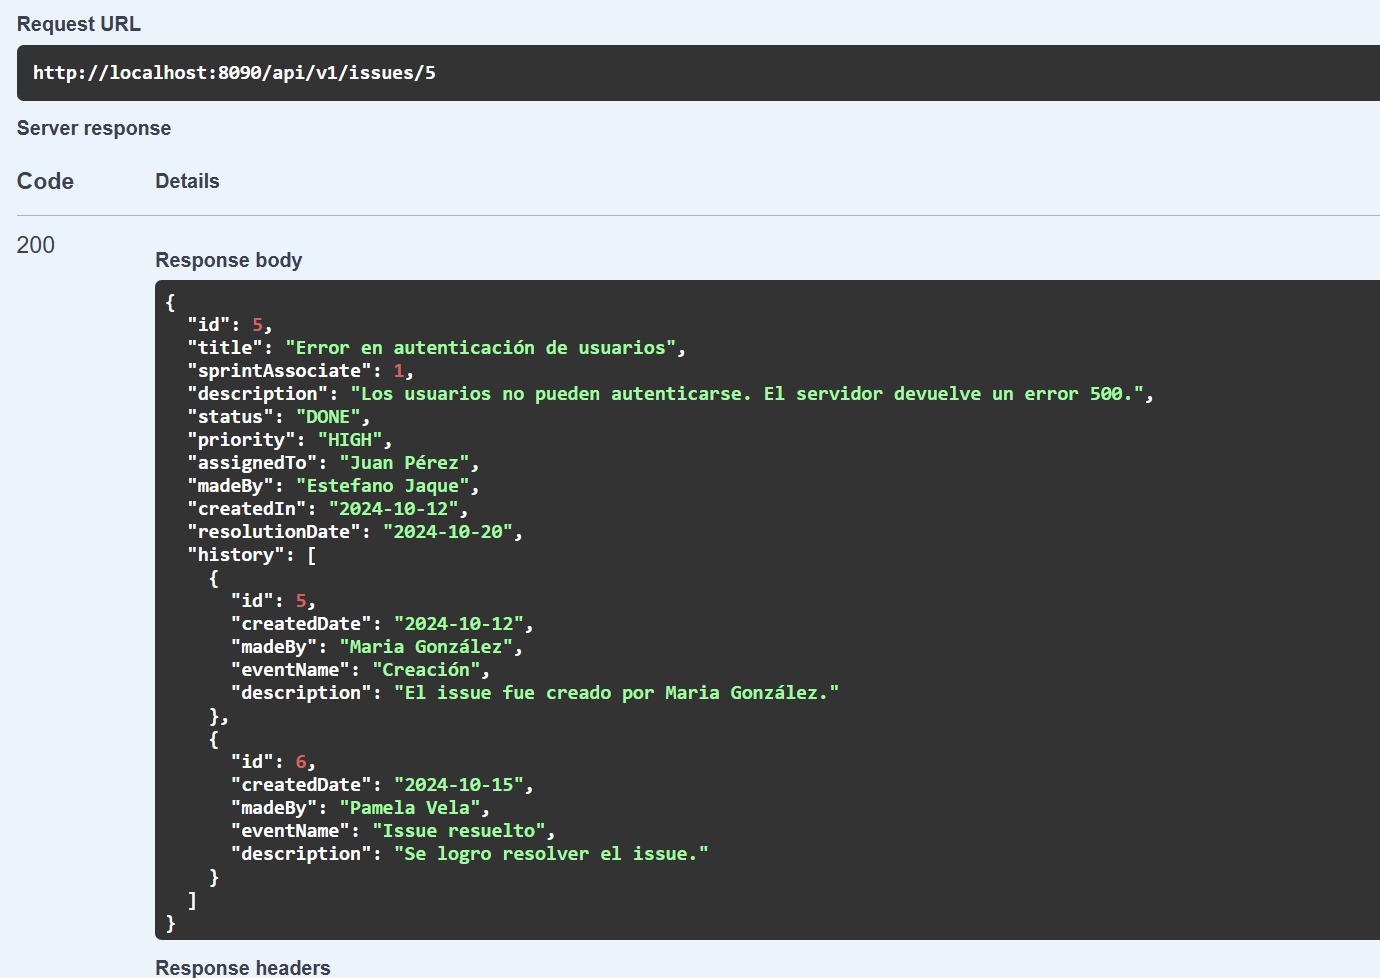 Request URL
http://localhost:8090/api/v1/issues/5
Server response
Code Details
200
Response body
{
  "id": 5,
  "title": "Error en autenticación de usuarios",
  "sprintAssociate": 1,
  "description": "Los usuarios no pueden autenticarse. El servidor devuelve un error 500.",
  "status": "DONE",
  "priority": "HIGH",
  "assignedTo": "Juan Pérez",
  "madeBy": "Estefano Jaque",
  "createdIn": "2024-10-12",
  "resolutionDate": "2024-10-20",
  "history": [
    {
      "id": 5,
      "createdDate": "2024-10-12",
      "madeBy": "Maria González",
      "eventName": "Creación",
      "description": "El issue fue creado por Maria González."
    },
    {
      "id": 6,
      "createdDate": "2024-10-15",
      "madeBy": "Pamela Vela",
      "eventName": "Issue resuelto",
      "description": "Se logro resolver el issue."
    }
  ]
}
Response headers